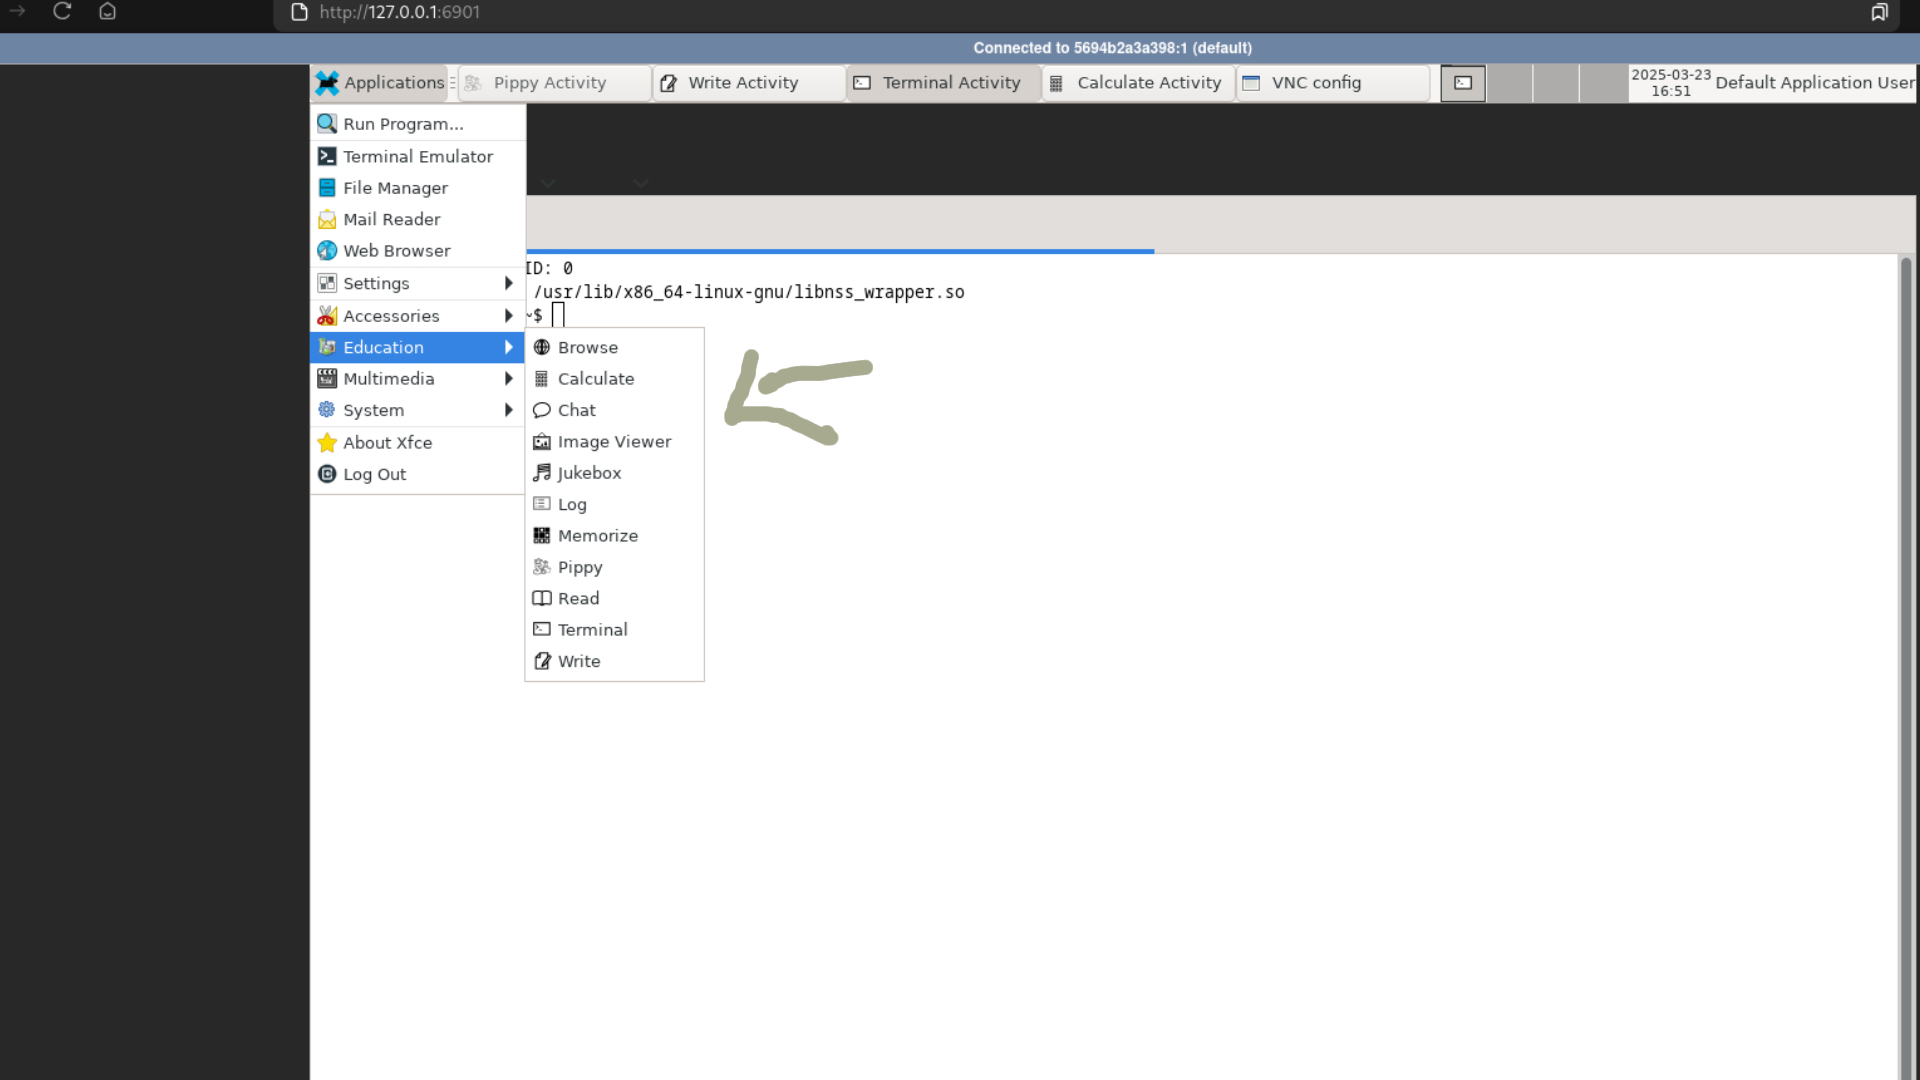 http://127.0.0.1:6901
Connected to 5694b2a3a398:1 (default)
Applications Pippy Activity Write Activity Terminal Activity Calculate Activity VNC config 2025-03-23 16:51 Default Application User
Run Program...
Terminal Emulator
File Manager
Mail Reader
Web Browser
Settings
Accessories
Education
Multimedia
System
About Xfce
Log Out
ID: 0
/usr/lib/x86_64-linux-gnu/libnss_wrapper.so
~$
Browse
Calculate
Chat
Image Viewer
Jukebox
Log
Memorize
Pippy
Read
Terminal
Write